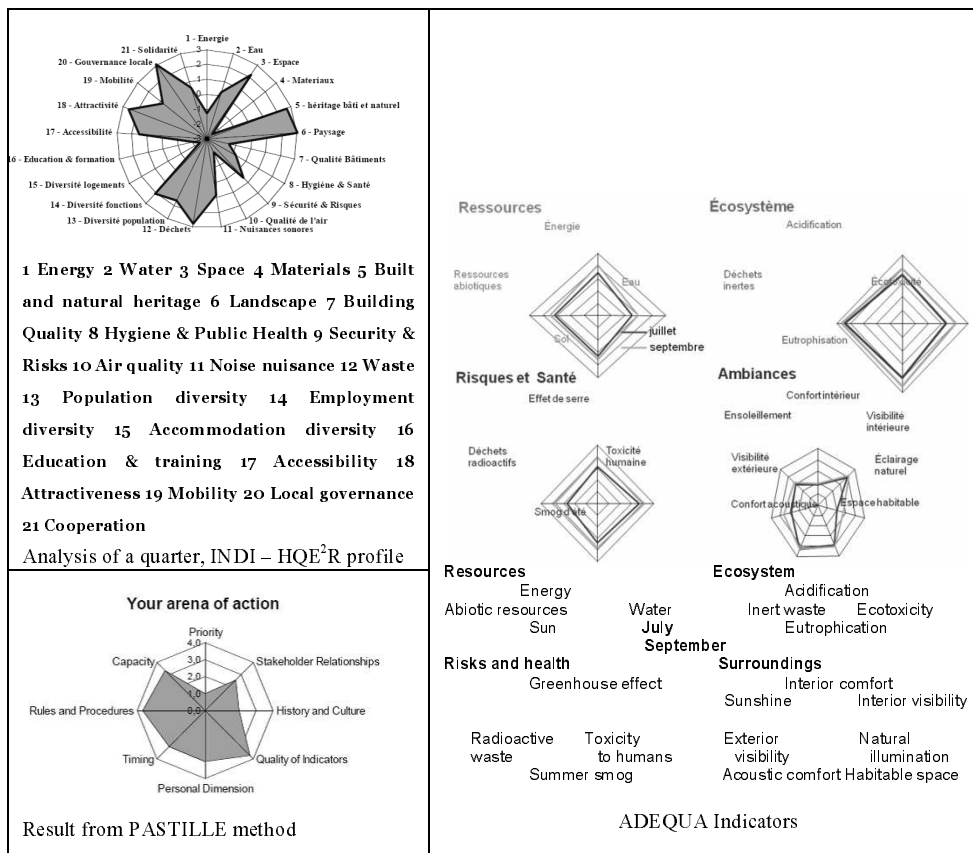 1 - Energie
21 - Solidarité
2 - Eau
20 - Gouvernance locale
3 - Espace
19 - Mobilité
4 - Materiaux
18 - Attractivité
5 - héritage bâti et naturel
17 - Accessibilité
6 - Paysage
16 - Education & formation
7 - Qualité Bâtiments
15 - Diversité logements
8 - Hygiène & Santé
14 - Diversité fonctions
9 - Sécurité & Risques
13 - Diversité population
10 - Qualité de l'air
12 - Déchets
11 - Nuisances sonores
3
2
1
0
-1
-2
-3
1 Energy 2 Water 3 Space 4 Materials 5 Built
and natural heritage 6 Landscape 7 Building
Quality 8 Hygiene & Public Health 9 Security &
Risks 10 Air quality 11 Noise nuisance 12 Waste
13 Population diversity 14 Employment
diversity 15 Accommodation diversity 16
Education & training 17 Accessibility 18
Attractiveness 19 Mobility 20 Local governance
21 Cooperation
Analysis of a quarter, INDI – HQE²R profile
Your arena of action
Priority
4,0
3,0
2,0
1,0
0,0
Capacity
Stakeholder Relationships
Rules and Procedures
History and Culture
Timing
Quality of Indicators
Personal Dimension
Result from PASTILLE method
Ressources
Énergie
Ressources
abiotiques
Eau
Sol
juillet
septembre
Écosystème
Acidification
Déchets
inertes
Écotoxicité
Eutrophisation
Risques et Santé
Effet de serre
Déchets
radioactifs
Toxicité
humaine
Smog d'été
Ambiances
Confort intérieur
Ensoleillement
Visibilité
intérieure
Visibilité
extérieure
Éclairage
naturel
Confort acoustique
Espace habitable
Resources
Energy
Abiotic resources
Water
Sun
July
September
Ecosystem
Acidification
Inert waste
Ecotoxicity
Eutrophication
Risks and health
Greenhouse effect
Radioactive
waste
Toxicity
to humans
Summer smog
Surroundings
Interior comfort
Sunshine
Interior visibility
Exterior
visibility
Natural
illumination
Acoustic comfort
Habitable space
ADEQUA Indicators